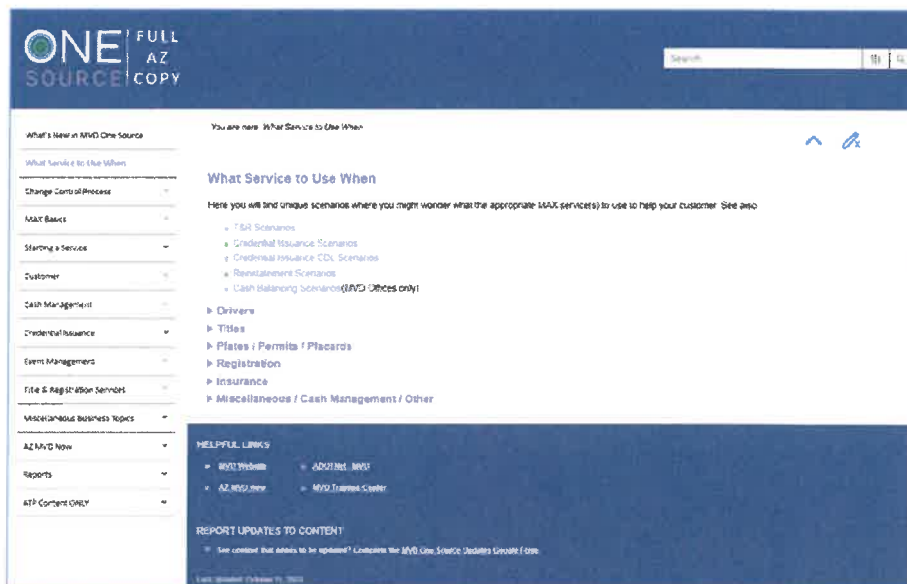 ONE SOURCE
FULL AZ COPY
Search
What's New in MVD One Source
What Service to Use When
Change Control Process
MAX Basics
Starting a Service
Customer
Cash Management
Credential Issuance
Event Management
Title & Registration Services
Miscellaneous Business Topics
AZ MVD Now
Reports
ATP Content ONLY
You are here: What Service to Use When
What Service to Use When
Here you will find unique scenarios where you might wonder what the appropriate MAX service(s) to use to help your customer. See also
T&R Scenarios
Credential Issuance Scenarios
Credential Issuance CDL Scenarios
Reinstatement Scenarios
Cash Balancing Scenarios(MVD Offices only)
Drivers
Titles
Plates / Permits / Placards
Registration
Insurance
Miscellaneous / Cash Management / Other
HELPFUL LINKS
MVD Website
ADOTNet MVD
AZ MVD Now
MVD Training Center
REPORT UPDATES TO CONTENT
See content that needs to be updated? Complete the MVD One Source Updates Google Form.
Last Updated: October